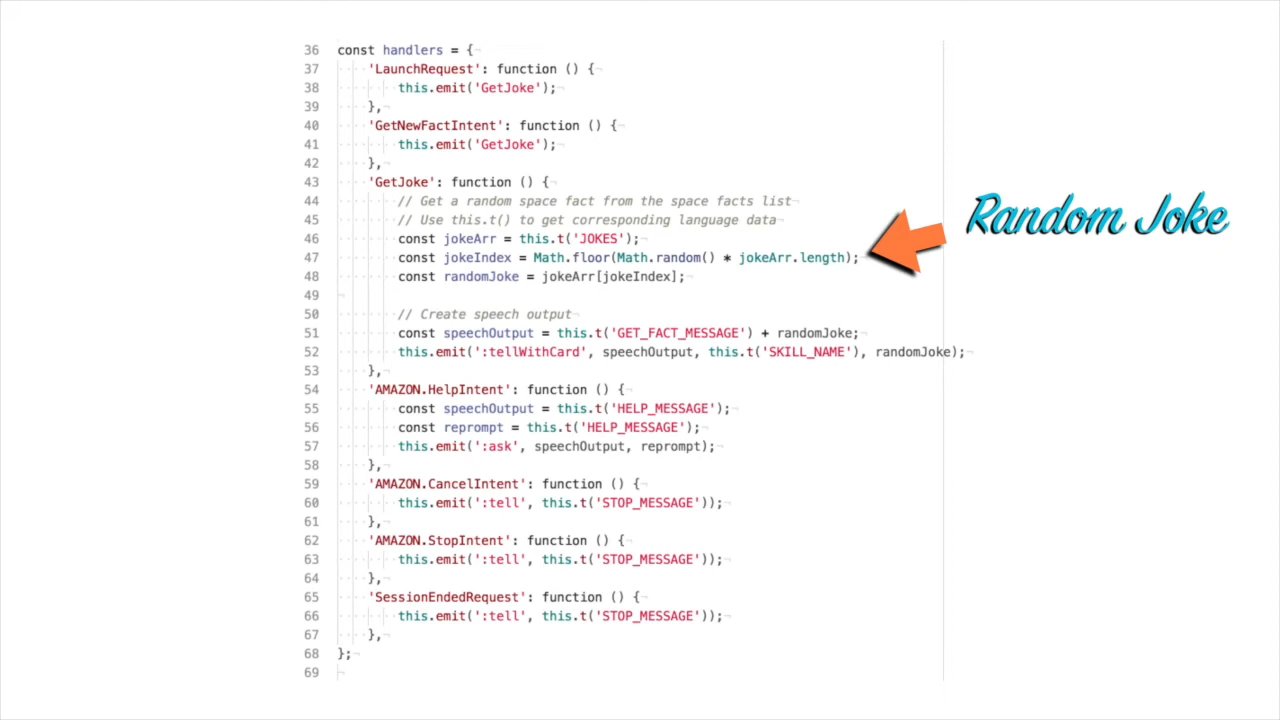 36 const handlers = {
37 'LaunchRequest': function () {
38 this.emit('GetJoke');
39 },
40 'GetNewFactIntent': function () {
41 this.emit('GetJoke');
42 },
43 'GetJoke': function () {
44 // Get a random space fact from the space facts list
45 // Use this.t() to get corresponding language data
46 const jokeArr = this.t('JOKES');
47 const jokeIndex = Math.floor(Math.random() * jokeArr.length);
Random Joke
48 const randomJoke = jokeArr[jokeIndex];
49
50 // Create speech output
51 const speechOutput = this.t('GET_FACT_MESSAGE') + randomJoke;
52 this.emit(':tellWithCard', speechOutput, this.t('SKILL_NAME'), randomJoke);
53 },
54 'AMAZON.HelpIntent': function () {
55 const speechOutput = this.t('HELP_MESSAGE');
56 const reprompt = this.t('HELP_MESSAGE');
57 this.emit(':ask', speechOutput, reprompt);
58 },
59 'AMAZON.CancelIntent': function () {
60 this.emit(':tell', this.t('STOP_MESSAGE'));
61 },
62 'AMAZON.StopIntent': function () {
63 this.emit(':tell', this.t('STOP_MESSAGE'));
64 },
65 'SessionEndedRequest': function () {
66 this.emit(':tell', this.t('STOP_MESSAGE'));
67 },
68 };
69